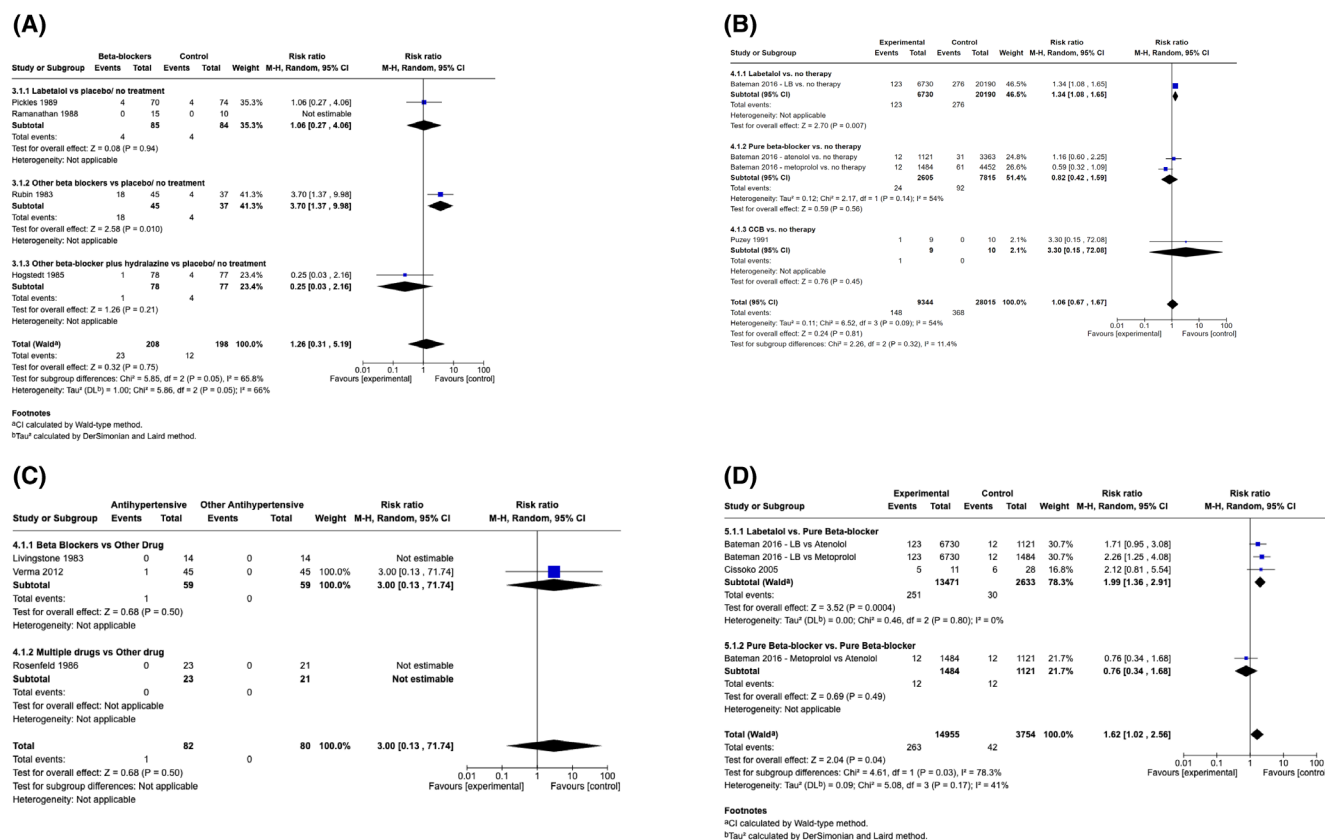 (A)
Beta-blockers Control Risk ratio Risk ratio
Study or Subgroup Events Total Events Total Weight M-H, Random, 95% CI M-H, Random, 95% CI
3.1.1 Labetalol vs placebo/ no treatment
Pickles 1989 4 70 4 74 35.3% 1.06 [0.27 , 4.06]
Ramanathan 1988 0 15 0 10 Not estimable
Subtotal 85 84 35.3% 1.06 [0.27 , 4.06]
Total events: 4 4
Test for overall effect: Z = 0.08 (P = 0.94)
Heterogeneity: Not applicable
3.1.2 Other beta blockers vs placebo/ no treatment
Rubin 1983 18 45 4 37 41.3% 3.70 [1.37 , 9.98]
Subtotal 45 37 41.3% 3.70 [1.37 , 9.98]
Total events: 18 4
Test for overall effect: Z = 2.58 (P = 0.010)
Heterogeneity: Not applicable
3.1.3 Other beta-blocker plus hydralazine vs placebo/ no treatment
Hogstedt 1985 1 78 4 77 23.4% 0.25 [0.03 , 2.16]
Subtotal 78 77 23.4% 0.25 [0.03 , 2.16]
Total events: 1 4
Test for overall effect: Z = 1.26 (P = 0.21)
Heterogeneity: Not applicable
Total (Waldᵃ) 208 198 100.0% 1.26 [0.31 , 5.19]
Total events: 23 12
Test for overall effect: Z = 0.32 (P = 0.75)
Test for subgroup differences: Chi² = 5.85, df = 2 (P = 0.05), I² = 65.8%
Heterogeneity: Tau² (DLᵇ) = 1.00; Chi² = 5.86, df = 2 (P = 0.05); I² = 66%
0.01 0.1 1 10 100
Favours [experimental] Favours [control]
Footnotes
ᵃCI calculated by Wald-type method.
ᵇTau² calculated by DerSimonian and Laird method.
(B)
Experimental Control Risk ratio Risk ratio
Study or Subgroup Events Total Events Total Weight M-H, Random, 95% CI M-H, Random, 95% CI
4.1.1 Labetalol vs. no therapy
Bateman 2016 - LB vs. no therapy 123 6730 276 20190 46.5% 1.34 [1.08, 1.65]
Subtotal (95% CI) 6730 20190 46.5% 1.34 [1.08, 1.65]
Total events: 123 276
Heterogeneity: Not applicable
Test for overall effect: Z = 2.70 (P = 0.007)
4.1.2 Pure beta-blocker vs. no therapy
Bateman 2016 - atenolol vs. no therapy 12 1121 31 3363 24.8% 1.16 [0.60, 2.25]
Bateman 2016 - metoprolol vs. no therapy 12 1484 61 4452 26.6% 0.59 [0.32, 1.09]
Subtotal (95% CI) 2605 7815 51.4% 0.82 [0.42, 1.59]
Total events: 24 92
Heterogeneity: Tau² = 0.12; Chi² = 2.17, df = 1 (P = 0.14); I² = 54%
Test for overall effect: Z = 0.59 (P = 0.56)
4.1.3 CCB vs. no therapy
Puzey 1991 1 9 0 10 2.1% 3.30 [0.15, 72.08]
Subtotal (95% CI) 9 10 2.1% 3.30 [0.15, 72.08]
Total events: 1 0
Heterogeneity: Not applicable
Test for overall effect: Z = 0.76 (P = 0.45)
Total (95% CI) 9344 28015 100.0% 1.06 [0.67, 1.67]
Total events: 148 368
Heterogeneity: Tau² = 0.11; Chi² = 6.52, df = 3 (P = 0.09); I² = 54%
Test for overall effect: Z = 0.24 (P = 0.81)
Test for subgroup differences: Chi² = 2.26, df = 2 (P = 0.32), I² = 11.4%
0.01 0.1 1 10 100
Favours [experimental] Favours [control]
(C)
Antihypertensive Other Antihypertensive Risk ratio Risk ratio
Study or Subgroup Events Total Events Total Weight M-H, Random, 95% CI M-H, Random, 95% CI
4.1.1 Beta Blockers vs Other Drug
Livingstone 1983 0 14 0 14 Not estimable
Verma 2012 1 45 0 45 100.0% 3.00 [0.13 , 71.74]
Subtotal 59 59 100.0% 3.00 [0.13 , 71.74]
Total events: 1 0
Test for overall effect: Z = 0.68 (P = 0.50)
Heterogeneity: Not applicable
4.1.2 Multiple drugs vs Other drug
Rosenfeld 1986 0 23 0 21 Not estimable
Subtotal 23 21 Not estimable
Total events: 0 0
Test for overall effect: Not applicable
Heterogeneity: Not applicable
Total 82 80 100.0% 3.00 [0.13 , 71.74]
Total events: 1 0
Test for overall effect: Z = 0.68 (P = 0.50)
Test for subgroup differences: Not applicable
Heterogeneity: Not applicable
0.01 0.1 1 10 100
Favours [experimental] Favours [control]
(D)
Experimental Control Risk ratio Risk ratio
Study or Subgroup Events Total Events Total Weight M-H, Random, 95% CI M-H, Random, 95% CI
5.1.1 Labetalol vs. Pure Beta-blocker
Bateman 2016 - LB vs Atenolol 123 6730 12 1121 30.7% 1.71 [0.95 , 3.08]
Bateman 2016 - LB vs Metoprolol 123 6730 12 1484 30.7% 2.26 [1.25 , 4.08]
Cissoko 2005 5 11 6 28 16.8% 2.12 [0.81 , 5.54]
Subtotal (Waldᵃ) 13471 2633 78.3% 1.99 [1.36 , 2.91]
Total events: 251 30
Test for overall effect: Z = 3.52 (P = 0.0004)
Heterogeneity: Tau² (DLᵇ) = 0.00; Chi² = 0.46, df = 2 (P = 0.80); I² = 0%
5.1.2 Pure Beta-blocker vs. Pure Beta-blocker
Bateman 2016 - Metoprolol vs Atenolol 12 1484 12 1121 21.7% 0.76 [0.34 , 1.68]
Subtotal 1484 1121 21.7% 0.76 [0.34 , 1.68]
Total events: 12 12
Test for overall effect: Z = 0.69 (P = 0.49)
Heterogeneity: Not applicable
Total (Waldᵃ) 14955 3754 100.0% 1.62 [1.02 , 2.56]
Total events: 263 42
Test for overall effect: Z = 2.04 (P = 0.04)
Test for subgroup differences: Chi² = 4.61, df = 1 (P = 0.03), I² = 78.3%
Heterogeneity: Tau² (DLᵇ) = 0.09; Chi² = 5.08, df = 3 (P = 0.17); I² = 41%
0.01 0.1 1 10 100
Favours [experimental] Favours [control]
Footnotes
ᵃCI calculated by Wald-type method.
ᵇTau² calculated by DerSimonian and Laird method.